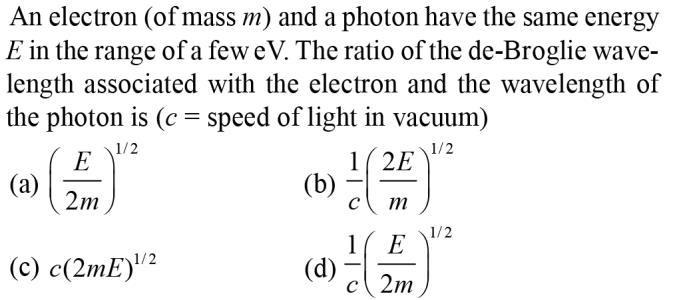 An electron (of mass m) and a photon have the same energy
E in the range of a few eV. The ratio of the de-Broglie wave-
length associated with the electron and the wavelength of
the photon is (c = speed of light in vacuum)
(a) (E/2m)^1/2 (b) 1/c (2E/m)^1/2
(c) c(2mE)^1/2 (d) 1/c (E/2m)^1/2